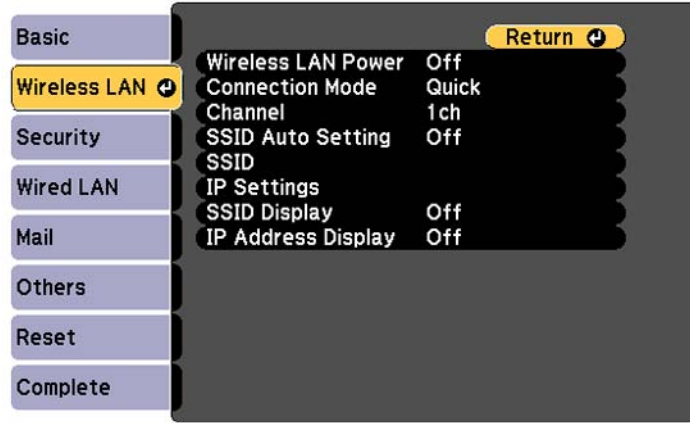 Basic
Wireless LAN
Security
Wired LAN
Mail
Others
Reset
Complete
Return
Wireless LAN Power Off
Connection Mode Quick
Channel 1ch
SSID Auto Setting Off
SSID
IP Settings
SSID Display Off
IP Address Display Off